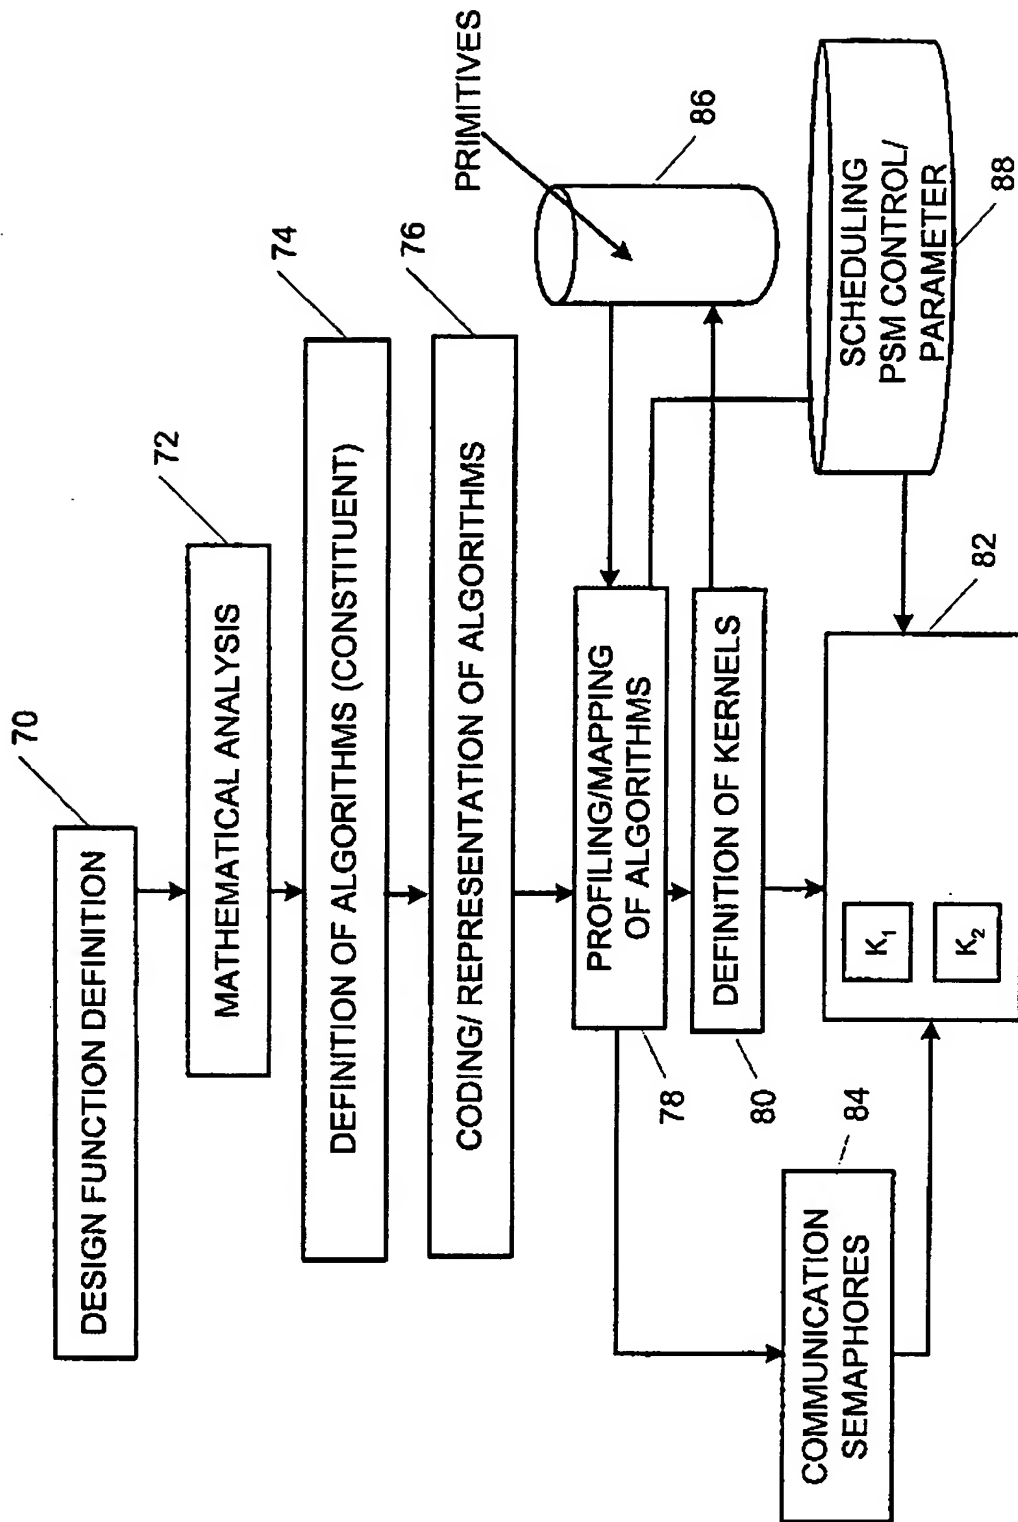 70
DESIGN FUNCTION DEFINITION
72
MATHEMATICAL ANALYSIS
74
DEFINITION OF ALGORITHMS (CONSTITUENT)
76
CODING/ REPRESENTATION OF ALGORITHMS
PRIMITIVES
86
PROFILING/MAPPING
OF ALGORITHMS
78
DEFINITION OF KERNELS
80
COMMUNICATION
SEMAPHORES
84
K1
K2
82
SCHEDULING
PSM CONTROL/
PARAMETER
88